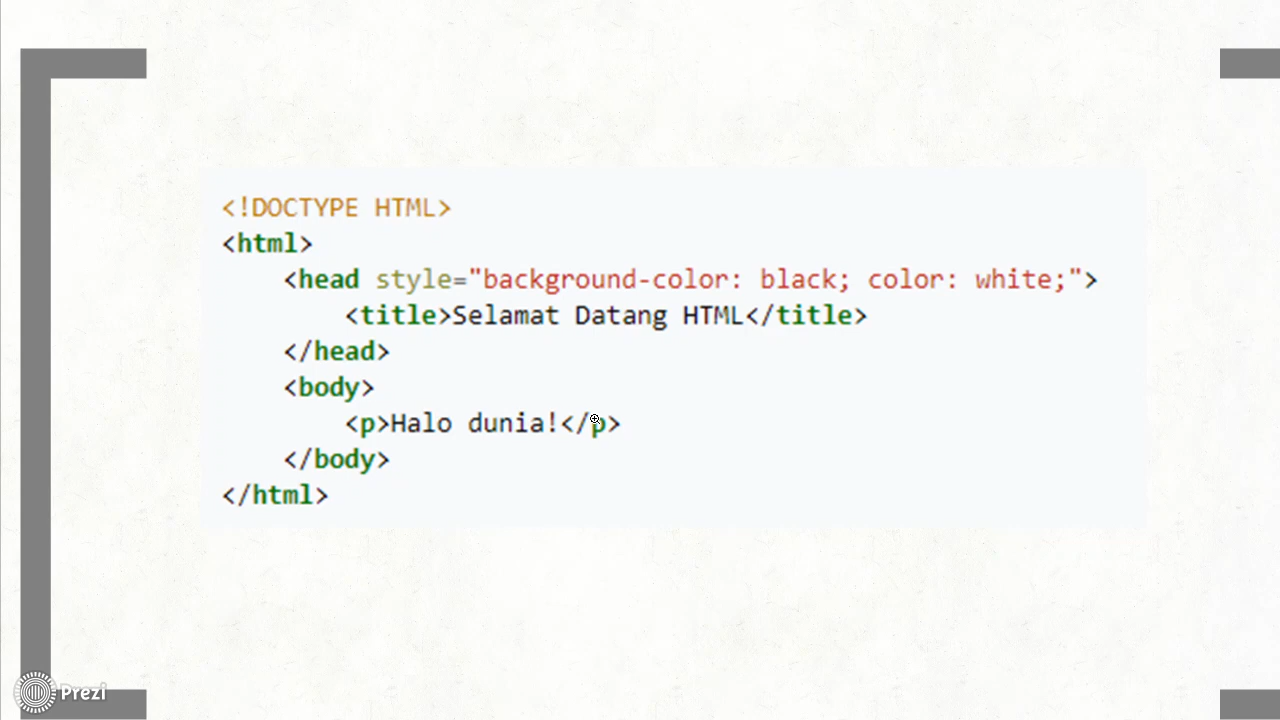 <!DOCTYPE HTML>
<html>
    <head style="background-color: black; color: white;">
        <title>Selamat Datang HTML</title>
    </head>
    <body>
        <p>Halo dunia!</p>
    </body>
</html>
Prezi